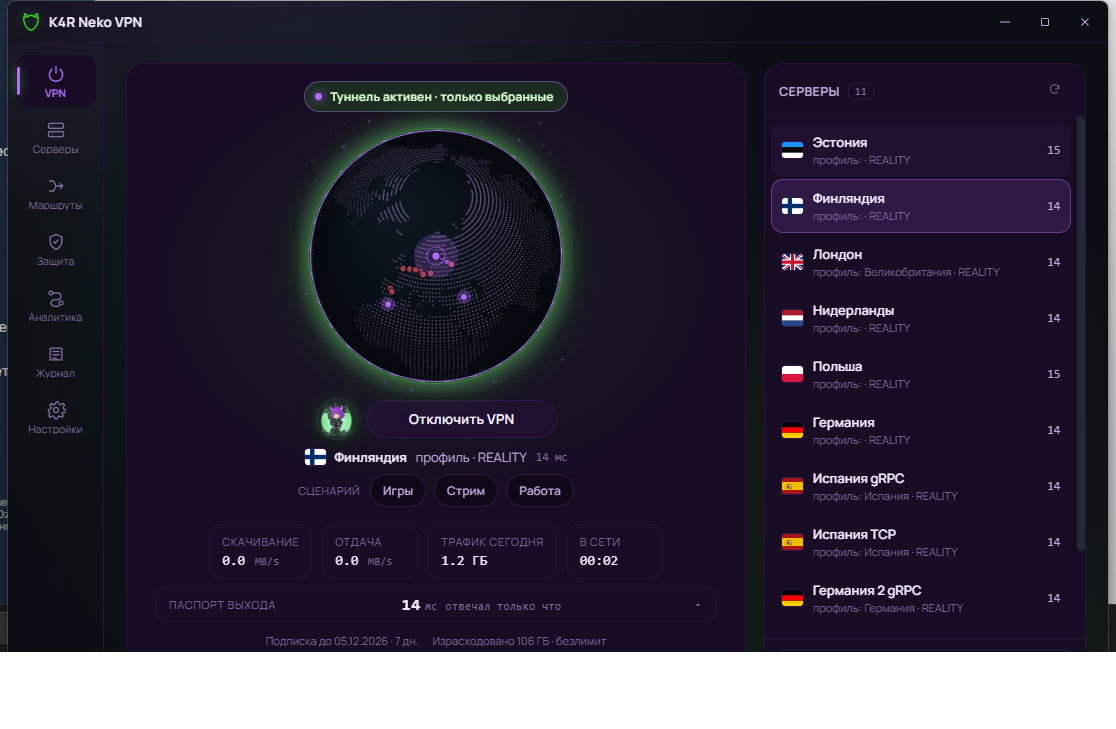 K4R Neko VPN
VPN
Серверы
Маршруты
Защита
Аналитика
Журнал
Настройки
Туннель активен · только выбранные
Отключить VPN
Финляндия профиль · REALITY 14 мс
СЦЕНАРИЙ Игры Стрим Работа
СКАЧИВАНИЕ
0.0 MB/s
ОТДАЧА
0.0 MB/s
ТРАФИК СЕГОДНЯ
1.2 ГБ
В СЕТИ
00:02
ПАСПОРТ ВЫХОДА 14 мс отвечал только что
Подписка до 05.12.2026 · 7 дн. Израсходовано 106 ГБ · безлимит
СЕРВЕРЫ 11
Эстония
профиль: · REALITY
15
Финляндия
профиль: · REALITY
14
Лондон
профиль: Великобритания · REALITY
14
Нидерланды
профиль: · REALITY
14
Польша
профиль: · REALITY
15
Германия
профиль: · REALITY
14
Испания gRPC
профиль: Испания · REALITY
14
Испания TCP
профиль: Испания · REALITY
14
Германия 2 gRPC
профиль: Германия · REALITY
14